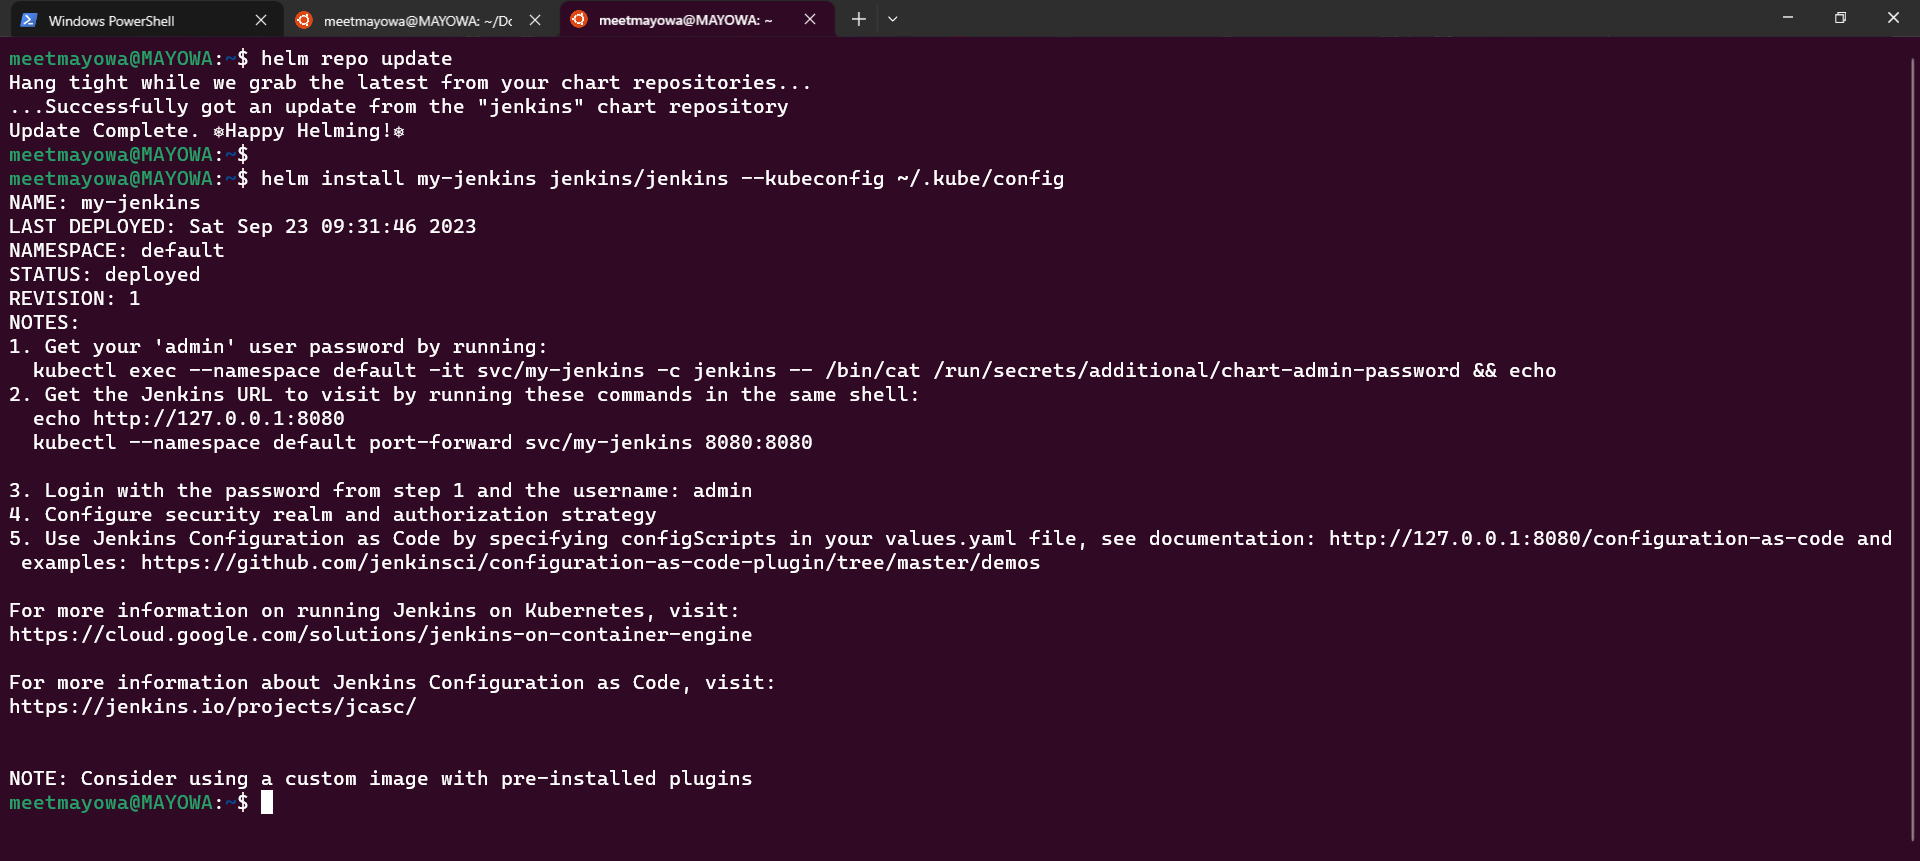 Windows PowerShell
meetmayowa@MAYOWA: ~/Dc
meetmayowa@MAYOWA: ~
meetmayowa@MAYOWA:~$ helm repo update
Hang tight while we grab the latest from your chart repositories...
...Successfully got an update from the "jenkins" chart repository
Update Complete. ⎈Happy Helming!⎈
meetmayowa@MAYOWA:~$
meetmayowa@MAYOWA:~$ helm install my-jenkins jenkins/jenkins --kubeconfig ~/.kube/config
NAME: my-jenkins
LAST DEPLOYED: Sat Sep 23 09:31:46 2023
NAMESPACE: default
STATUS: deployed
REVISION: 1
NOTES:
1. Get your 'admin' user password by running:
  kubectl exec --namespace default -it svc/my-jenkins -c jenkins -- /bin/cat /run/secrets/additional/chart-admin-password && echo
2. Get the Jenkins URL to visit by running these commands in the same shell:
  echo http://127.0.0.1:8080
  kubectl --namespace default port-forward svc/my-jenkins 8080:8080
3. Login with the password from step 1 and the username: admin
4. Configure security realm and authorization strategy
5. Use Jenkins Configuration as Code by specifying configScripts in your values.yaml file, see documentation: http://127.0.0.1:8080/configuration-as-code and
 examples: https://github.com/jenkinsci/configuration-as-code-plugin/tree/master/demos
For more information on running Jenkins on Kubernetes, visit:
https://cloud.google.com/solutions/jenkins-on-container-engine
For more information about Jenkins Configuration as Code, visit:
https://jenkins.io/projects/jcasc/
NOTE: Consider using a custom image with pre-installed plugins
meetmayowa@MAYOWA:~$